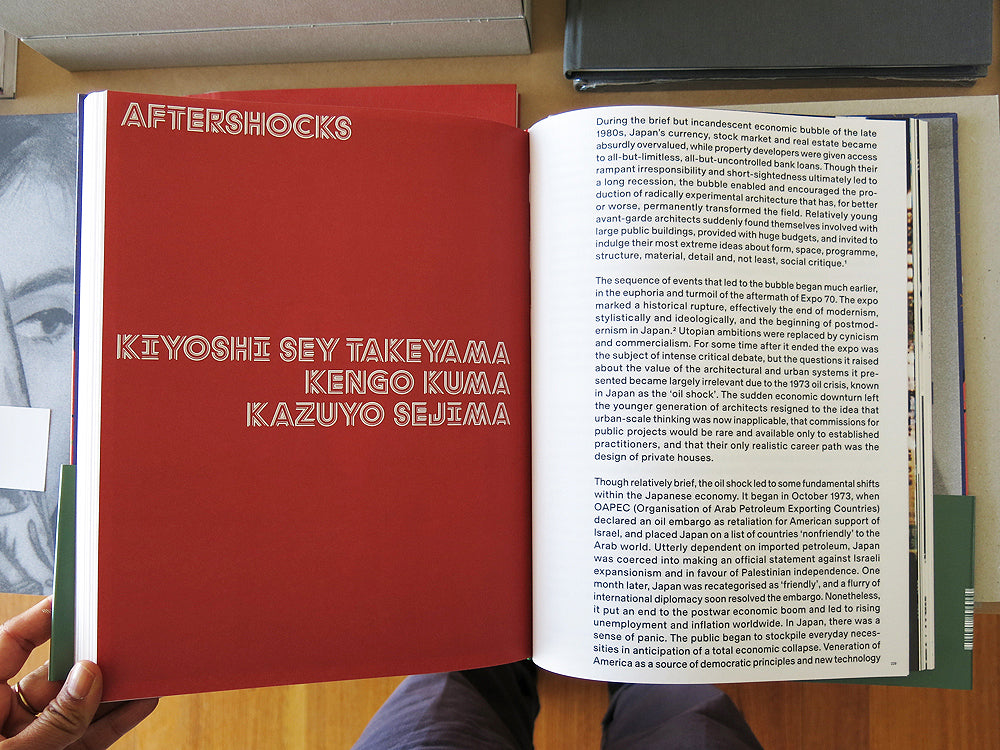 AFTERSHOCKS
KIYOSHI SEY TAKEYAMA
KENGO KUMA
KAZUYO SEJIMA
During the brief but incandescent economic bubble of the late
1980s, Japan's currency, stock market and real estate became
absurdly overvalued, while property developers were given access
to all-but-limitless, all-but-uncontrolled bank loans. Though their
rampant irresponsibility and short-sightedness ultimately led to
a long recession, the bubble enabled and encouraged the pro-
duction of radically experimental architecture that has, for better
or worse, permanently transformed the field. Relatively young
avant-garde architects suddenly found themselves involved with
large public buildings, provided with huge budgets, and invited to
indulge their most extreme ideas about form, space, programme,
structure, material, detail and, not least, social critique.¹
The sequence of events that led to the bubble began much earlier,
in the euphoria and turmoil of the aftermath of Expo 70. The expo
marked a historical rupture, effectively the end of modernism,
stylistically and ideologically, and the beginning of postmod-
ernism in Japan.² Utopian ambitions were replaced by cynicism
and commercialism. For some time after it ended the expo was
the subject of intense critical debate, but the questions it raised
about the value of the architectural and urban systems it pre-
sented became largely irrelevant due to the 1973 oil crisis, known
in Japan as the 'oil shock'. The sudden economic downturn left
the younger generation of architects resigned to the idea that
urban-scale thinking was now inapplicable, that commissions for
public projects would be rare and available only to established
practitioners, and that their only realistic career path was the
design of private houses.
Though relatively brief, the oil shock led to some fundamental shifts
within the Japanese economy. It began in October 1973, when
OAPEC (Organisation of Arab Petroleum Exporting Countries)
declared an oil embargo as retaliation for American support of
Israel, and placed Japan on a list of countries 'nonfriendly' to the
Arab world. Utterly dependent on imported petroleum, Japan
was coerced into making an official statement against Israeli
expansionism and in favour of Palestinian independence. One
month later, Japan was recategorised as 'friendly', and a flurry of
international diplomacy soon resolved the embargo. Nonetheless,
it put an end to the postwar economic boom and led to rising
unemployment and inflation worldwide. In Japan, there was a
sense of panic. The public began to stockpile everyday neces-
sities in anticipation of a total economic collapse. Veneration of
America as a source of democratic principles and new technology